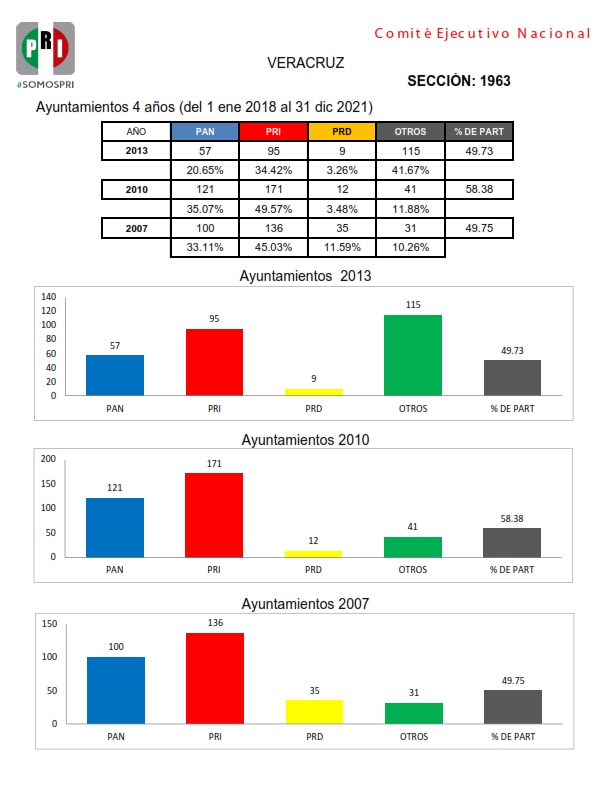 Comité Ejecutivo Nacional
PRI
#SOMOSPRI
VERACRUZ
SECCIÓN: 1963
Ayuntamientos 4 años (del 1 ene 2018 al 31 dic 2021)
AÑO PAN PRI PRD OTROS % DE PART
2013 57 95 9 115 49.73
20.65% 34.42% 3.26% 41.67%
2010 121 171 12 41 58.38
35.07% 49.57% 3.48% 11.88%
2007 100 136 35 31 49.75
33.11% 45.03% 11.59% 10.26%
Ayuntamientos 2013
140
120
100
80
60
40
20
0
57
95
9
115
49.73
PAN PRI PRD OTROS % DE PART
Ayuntamientos 2010
200
150
100
50
0
121
171
12
41
58.38
PAN PRI PRD OTROS % DE PART
Ayuntamientos 2007
150
100
50
0
100
136
35
31
49.75
PAN PRI PRD OTROS % DE PART